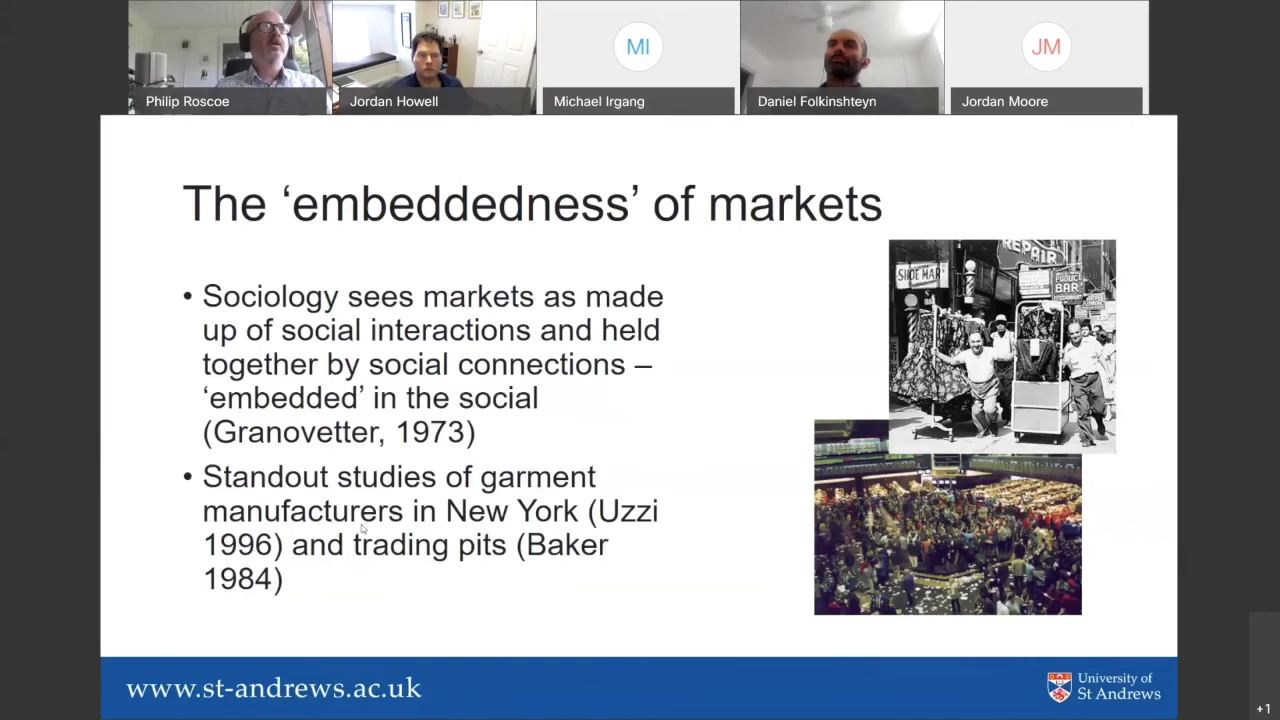 MI
JM
Philip Roscoe
Jordan Howell
Michael Irgang
Daniel Folkinshteyn
Jordan Moore
The ‘embeddedness’ of markets
• Sociology sees markets as made
up of social interactions and held
together by social connections –
‘embedded’ in the social
(Granovetter, 1973)
• Standout studies of garment
manufacturers in New York (Uzzi
1996) and trading pits (Baker
1984)
REPAIR
SHOE MAR
PUBLIC
BAR
www.st-andrews.ac.uk
University of
St Andrews
+1